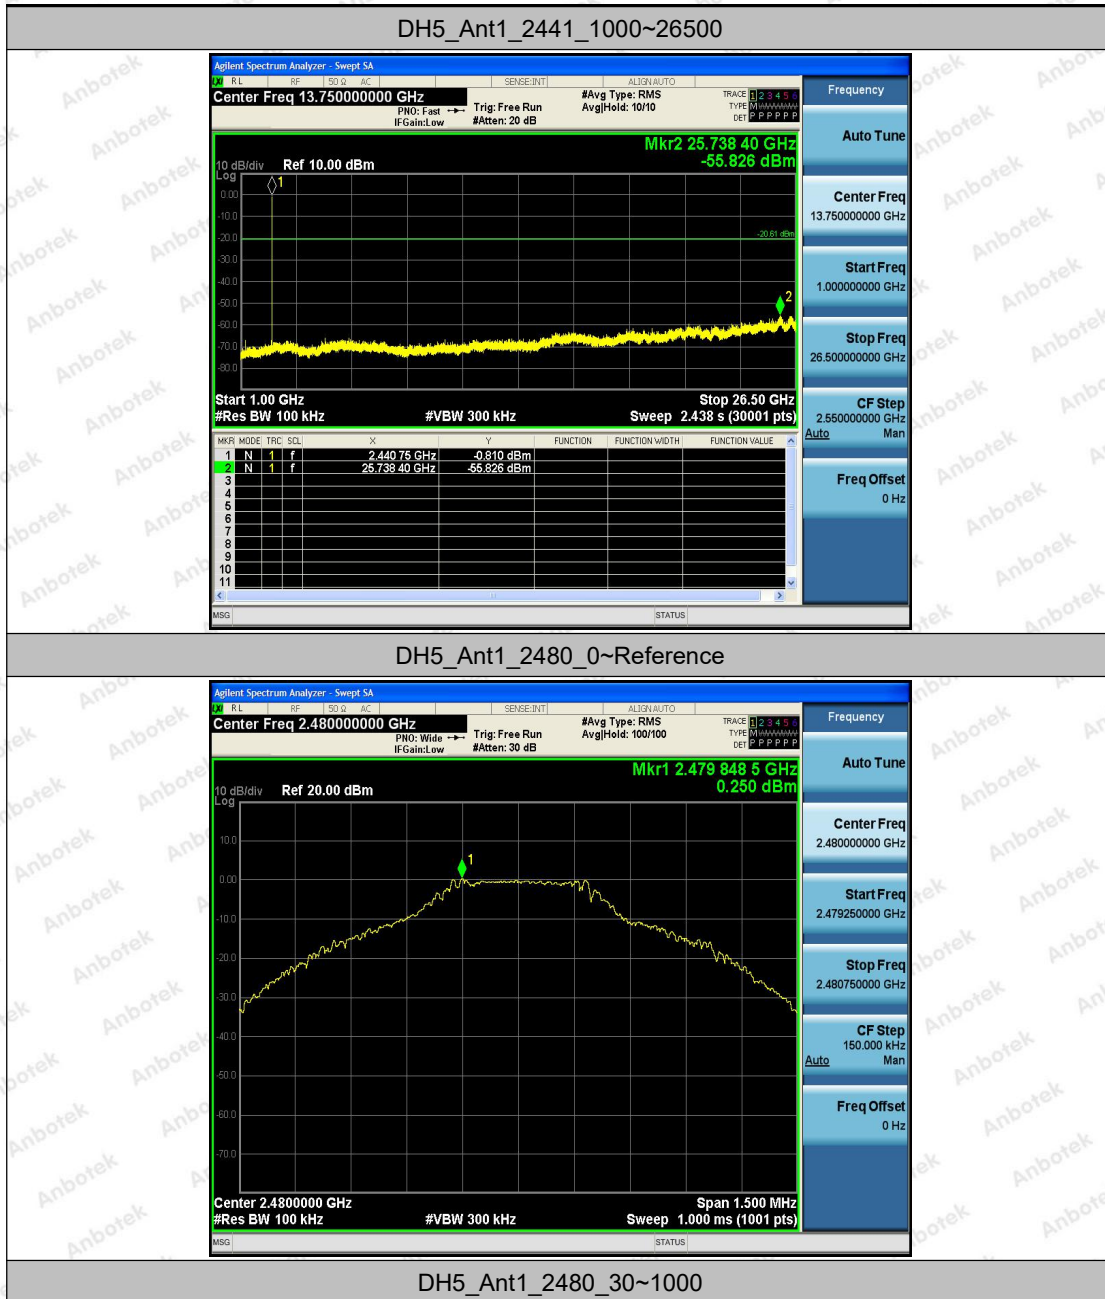 DH5_Ant1_2441_1000~26500
Agilent Spectrum Analyzer - Swept SA
RL RF 50 Ω AC SENSE:INT ALIGN AUTO
Center Freq 13.750000000 GHz
PNO: Fast
IFGain:Low
Trig: Free Run
#Atten: 20 dB
#Avg Type: RMS
Avg|Hold: 10/10
TRACE 1 2 3 4 5 6
TYPE M
DET P P P P P P
Mkr2 25.738 40 GHz
-55.826 dBm
10 dB/div Ref 10.00 dBm
Log
1
0.00
-10.0
-20.0
-20.61 dBm
-30.0
-40.0
-50.0
2
-60.0
-70.0
-80.0
Start 1.00 GHz Stop 26.50 GHz
#Res BW 100 kHz #VBW 300 kHz Sweep 2.438 s (30001 pts)
MKR MODE TRC SCL X Y FUNCTION FUNCTION WIDTH FUNCTION VALUE
1 N 1 f 2.440 75 GHz -0.810 dBm
2 N 1 f 25.738 40 GHz -55.826 dBm
3
4
5
6
7
8
9
10
11
MSG STATUS
Frequency
Auto Tune
Center Freq
13.750000000 GHz
Start Freq
1.000000000 GHz
Stop Freq
26.500000000 GHz
CF Step
2.550000000 GHz
Auto Man
Freq Offset
0 Hz
DH5_Ant1_2480_0~Reference
Agilent Spectrum Analyzer - Swept SA
RL RF 50 Ω AC SENSE:INT ALIGN AUTO
Center Freq 2.480000000 GHz
PNO: Wide
IFGain:Low
Trig: Free Run
#Atten: 30 dB
#Avg Type: RMS
Avg|Hold: 100/100
TRACE 1 2 3 4 5 6
TYPE M
DET P P P P P P
Mkr1 2.479 848 5 GHz
0.250 dBm
10 dB/div Ref 20.00 dBm
Log
10.0
1
0.00
-10.0
-20.0
-30.0
-40.0
-60.0
-70.0
Center 2.4800000 GHz Span 1.500 MHz
#Res BW 100 kHz #VBW 300 kHz Sweep 1.000 ms (1001 pts)
MSG STATUS
Frequency
Auto Tune
Center Freq
2.480000000 GHz
Start Freq
2.479250000 GHz
Stop Freq
2.480750000 GHz
CF Step
150.000 kHz
Auto Man
Freq Offset
0 Hz
DH5_Ant1_2480_30~1000